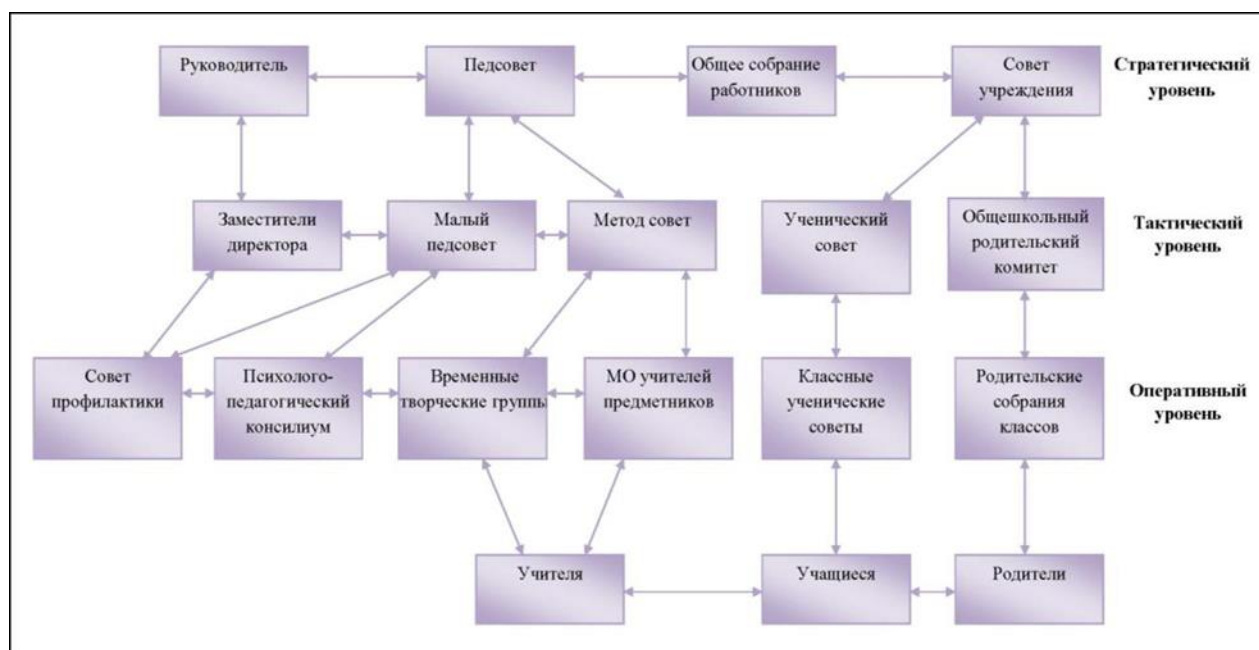 Руководитель
Педсовет
Общее собрание
работников
Совет
учреждения
Стратегический
уровень
Заместители
директора
Малый
педсовет
Метод совет
Ученический
совет
Общешкольный
родительский
комитет
Тактический
уровень
Совет
профилактики
Психолого-
педагогический
консилиум
Временные
творческие группы
МО учителей
предметников
Классные
ученические
советы
Родительские
собрания
классов
Оперативный
уровень
Учителя
Учащиеся
Родители